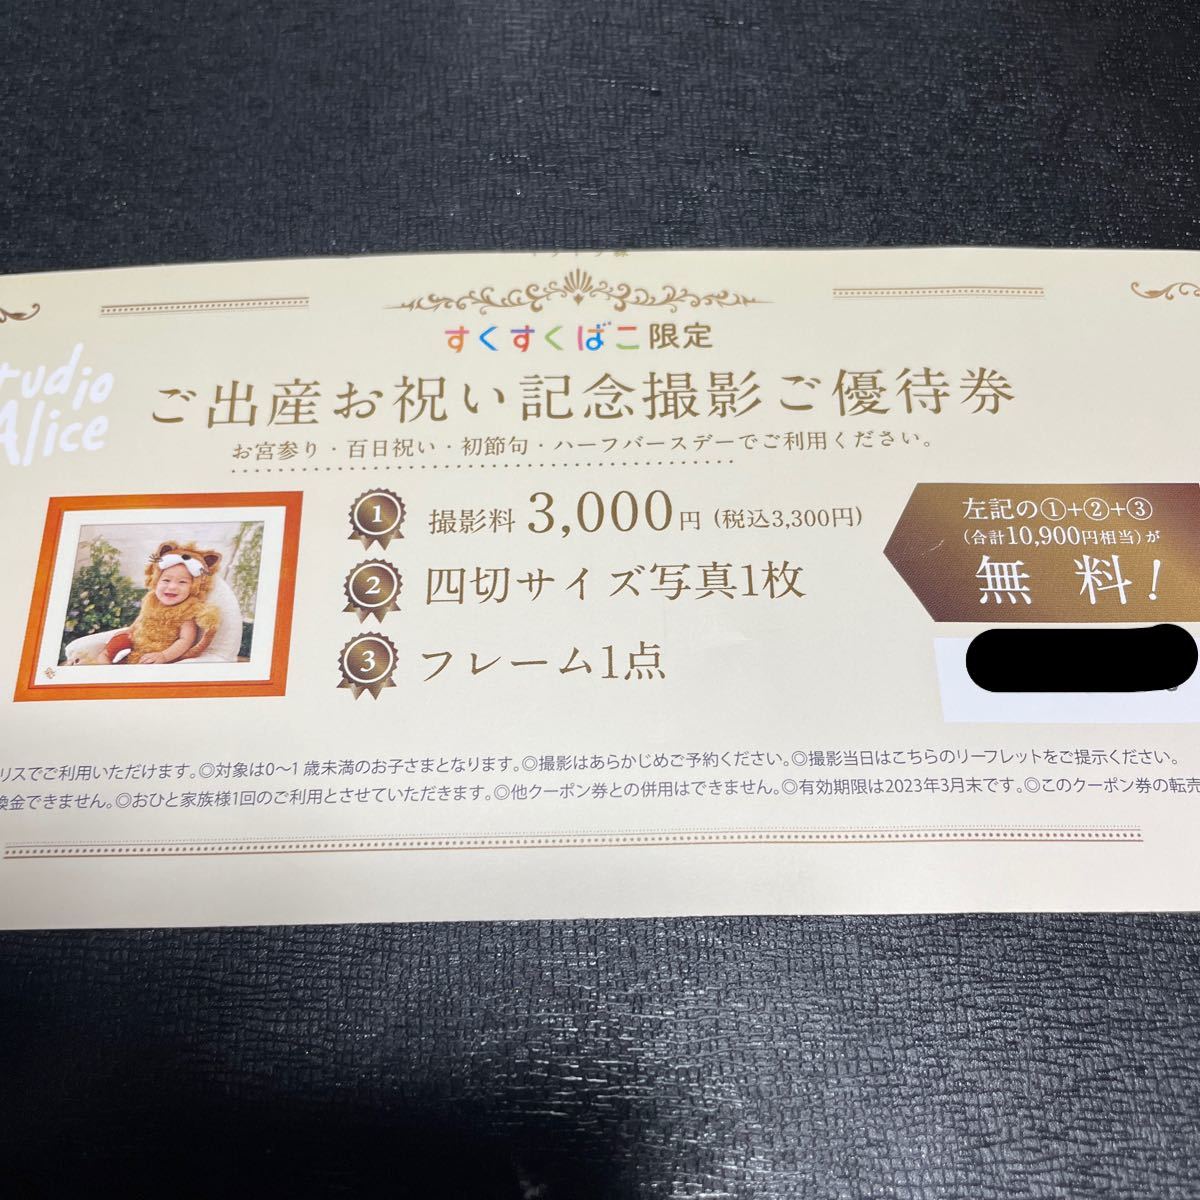 すくすくばこ限定
Studio
Alice
ご出産お祝い記念撮影ご優待券
お宮参り・百日祝い・初節句・ハーフバースデーでご利用ください。
1 撮影料 3,000円 (税込3,300円)
2 四切サイズ写真1枚
3 フレーム1点
左記の①+②+③
(合計10,900円相当)が
無料!
リスでご利用いただけます。◎対象は0〜1歳未満のお子さまとなります。◎撮影はあらかじめご予約ください。◎撮影当日はこちらのリーフレットをご提示ください。
換金できません。◎おひと家族様1回のご利用とさせていただきます。◎他クーポン券との併用はできません。◎有効期限は2023年3月末です。◎このクーポン券の転売